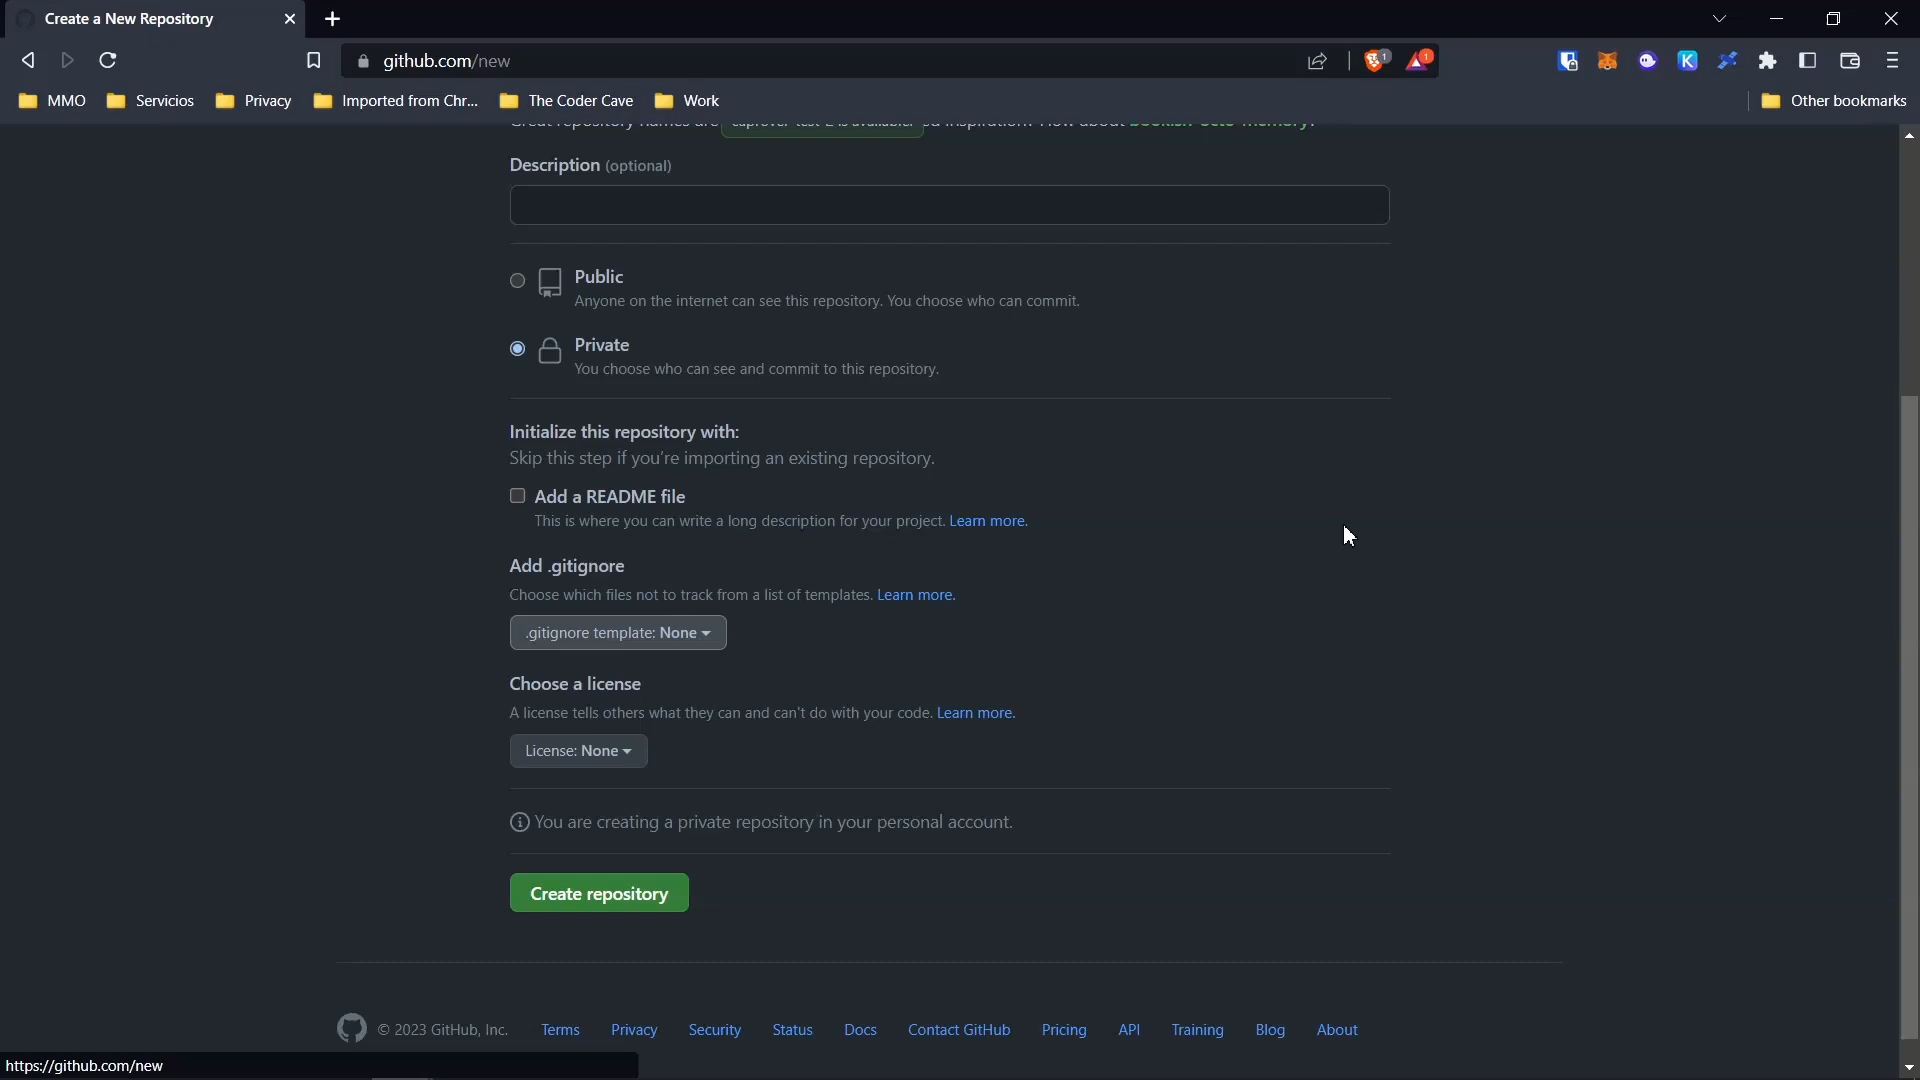 Create a New Repository
github.com/new
1
1
K
MMO
Servicios
Privacy
Imported from Chr...
The Coder Cave
Work
Other bookmarks
Description (optional)
Public
Anyone on the internet can see this repository. You choose who can commit.
Private
You choose who can see and commit to this repository.
Initialize this repository with:
Skip this step if you're importing an existing repository.
Add a README file
This is where you can write a long description for your project. Learn more.
Add .gitignore
Choose which files not to track from a list of templates. Learn more.
.gitignore template: None
Choose a license
A license tells others what they can and can't do with your code. Learn more.
License: None
You are creating a private repository in your personal account.
Create repository
© 2023 GitHub, Inc.
Terms
Privacy
Security
Status
Docs
Contact GitHub
Pricing
API
Training
Blog
About
https://github.com/new